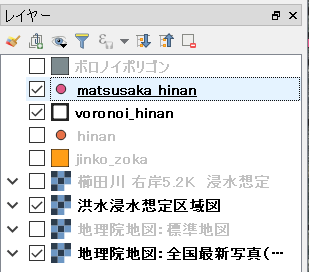 レイヤー
ボロノイポリゴン
matsusaka_hinan
voronoi_hinan
hinan
jinko_zoka
櫛田川 右岸5.2K 浸水想定
洪水浸水想定区域図
地理院地図: 標準地図
地理院地図: 全国最新写真(…